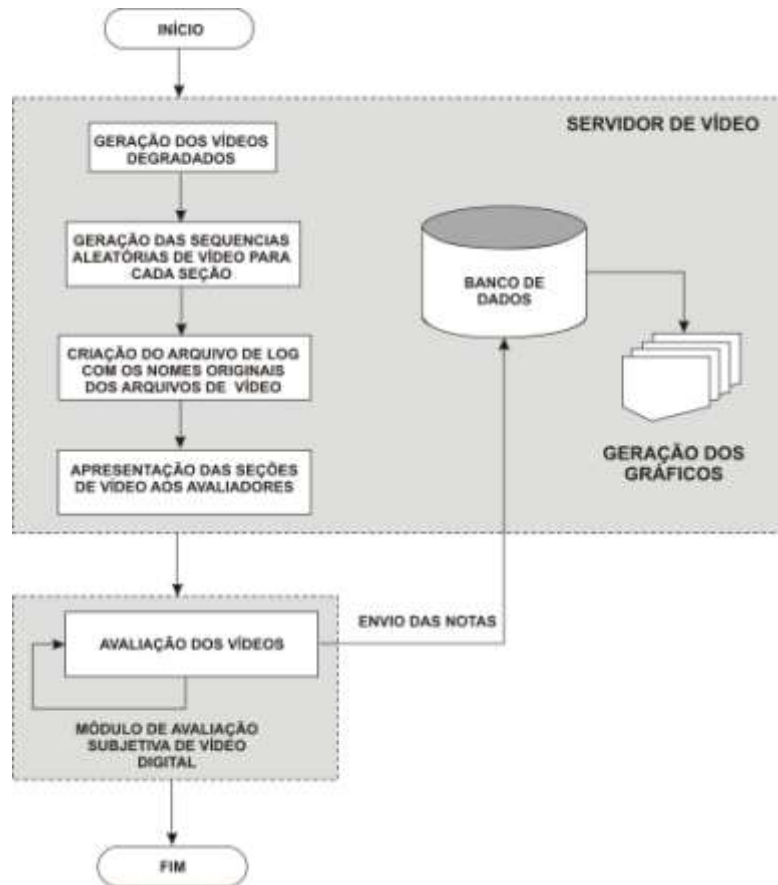 INÍCIO
SERVIDOR DE VÍDEO
GERAÇÃO DOS VÍDEOS
DEGRADADOS
GERAÇÃO DAS SEQUENCIAS
ALEATÓRIAS DE VÍDEO PARA
CADA SEÇÃO
CRIAÇÃO DO ARQUIVO DE LOG
COM OS NOMES ORIGINAIS
DOS ARQUIVOS DE VÍDEO
APRESENTAÇÃO DAS SEÇÕES
DE VÍDEO AOS AVALIADORES
BANCO DE
DADOS
GERAÇÃO DOS
GRÁFICOS
AVALIAÇÃO DOS VÍDEOS
ENVIO DAS NOTAS
MÓDULO DE AVALIAÇÃO
SUBJETIVA DE VÍDEO
DIGITAL
FIM